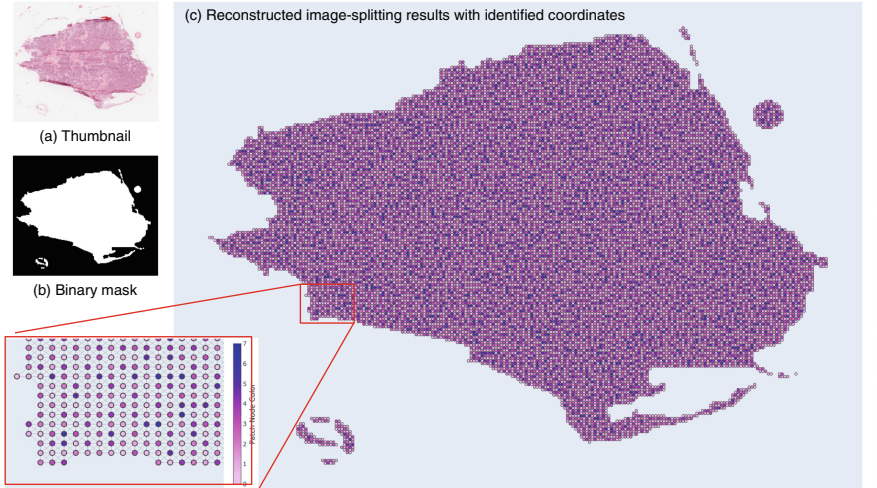 (c) Reconstructed image-splitting results with identified coordinates
(a) Thumbnail
(b) Binary mask
7
6
5
4
3
2
1
0
Patch Node Color